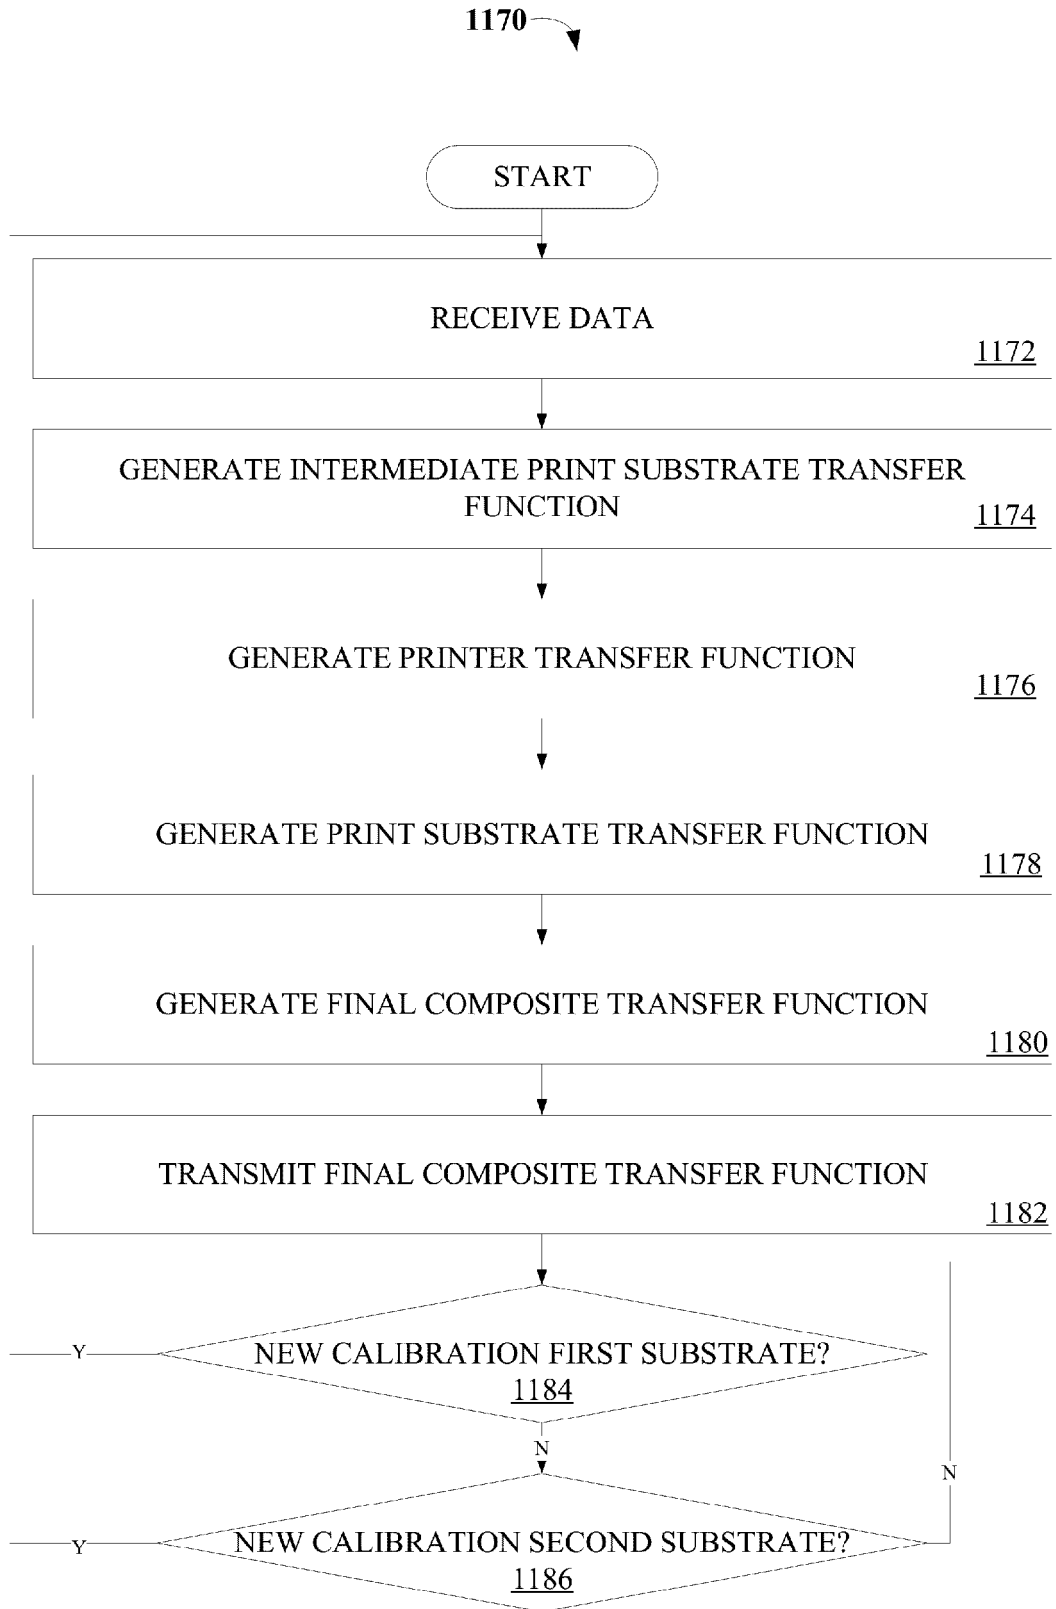 1170
START
RECEIVE DATA
1172
GENERATE INTERMEDIATE PRINT SUBSTRATE TRANSFER
FUNCTION
1174
GENERATE PRINTER TRANSFER FUNCTION
1176
GENERATE PRINT SUBSTRATE TRANSFER FUNCTION
1178
GENERATE FINAL COMPOSITE TRANSFER FUNCTION
1180
TRANSMIT FINAL COMPOSITE TRANSFER FUNCTION
1182
Y
NEW CALIBRATION FIRST SUBSTRATE?
1184
N
N
Y
NEW CALIBRATION SECOND SUBSTRATE?
1186